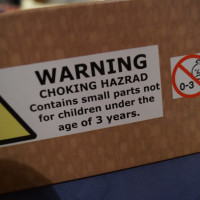 WARNING
CHOKING HAZRAD
Contains small parts not
for children under the
age of 3 years.
0-3